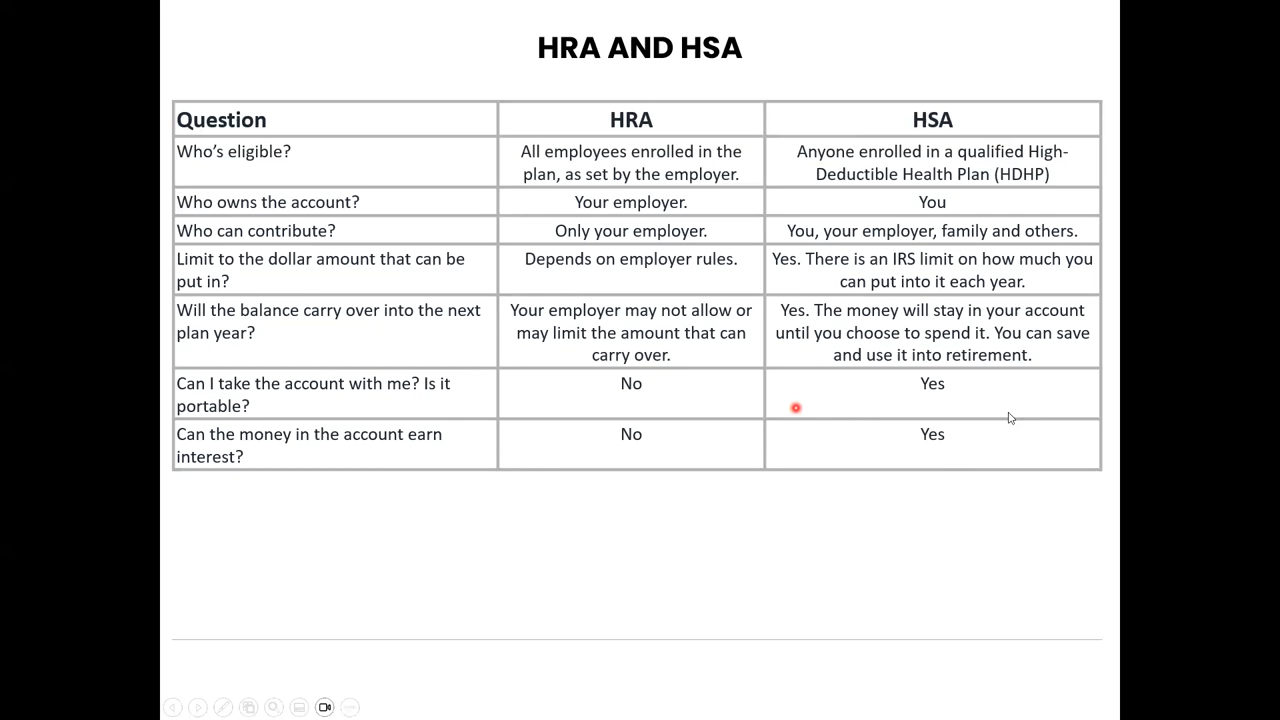 HRA AND HSA
Question
HRA
HSA
Who's eligible?
All employees enrolled in the
plan, as set by the employer.
Anyone enrolled in a qualified High-
Deductible Health Plan (HDHP)
Who owns the account?
Your employer.
You
Who can contribute?
Only your employer.
You, your employer, family and others.
Limit to the dollar amount that can be
put in?
Depends on employer rules.
Yes. There is an IRS limit on how much you
can put into it each year.
Will the balance carry over into the next
plan year?
Your employer may not allow or
may limit the amount that can
carry over.
Yes. The money will stay in your account
until you choose to spend it. You can save
and use it into retirement.
Can I take the account with me? Is it
portable?
No
Yes
Can the money in the account earn
interest?
No
Yes